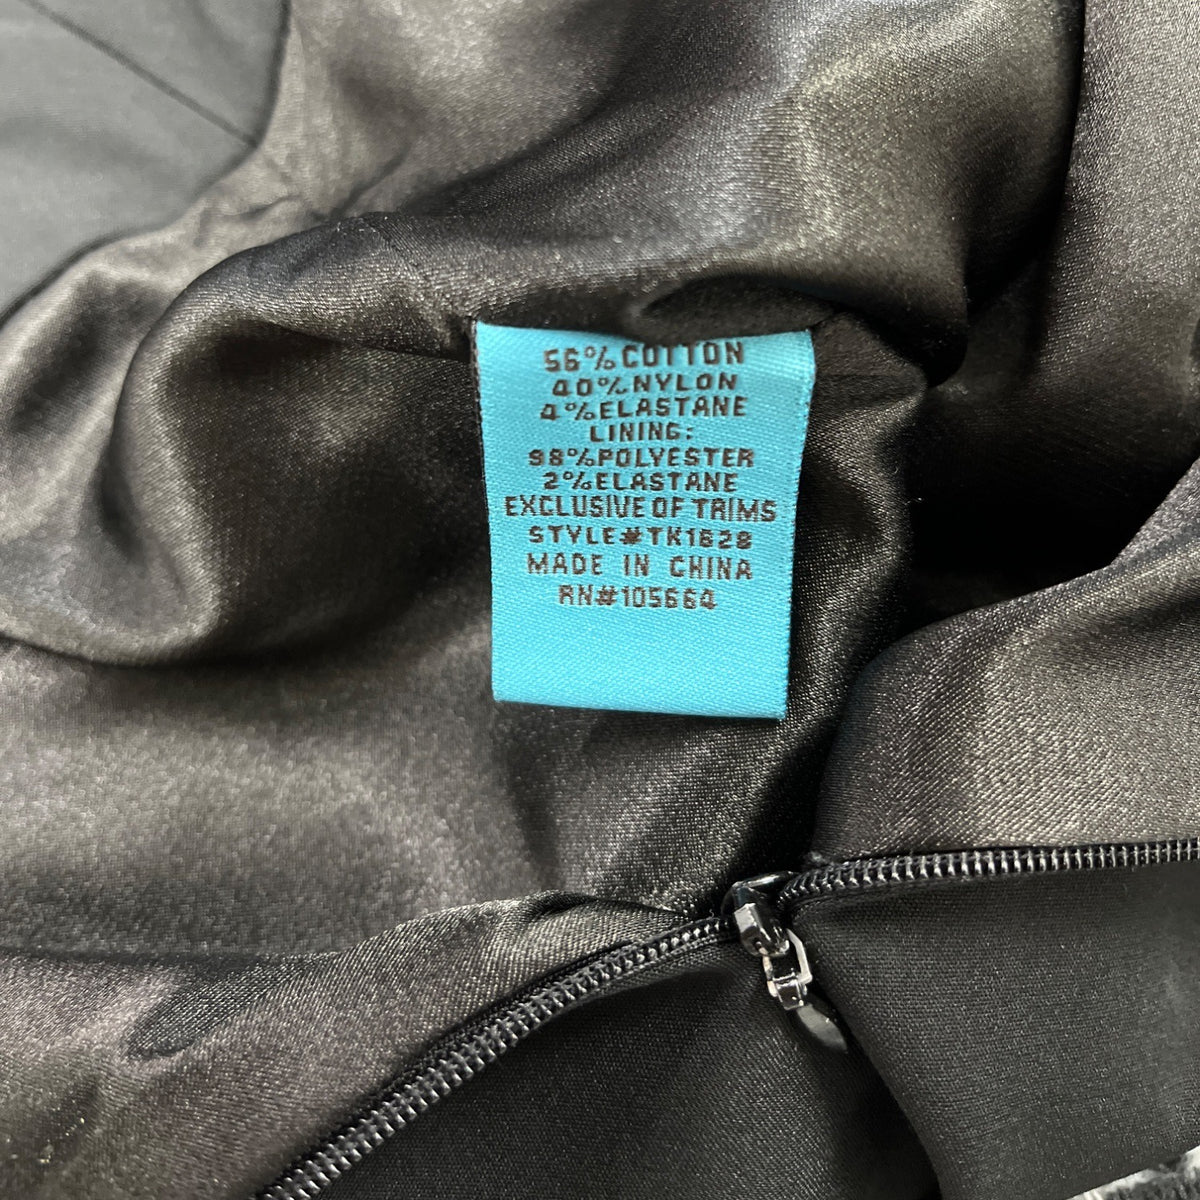 56% COTTON
40% NYLON
4% ELASTANE
LINING:
98% POLYESTER
2% ELASTANE
EXCLUSIVE OF TRIMS
STYLE#TK1628
MADE IN CHINA
RN#105664